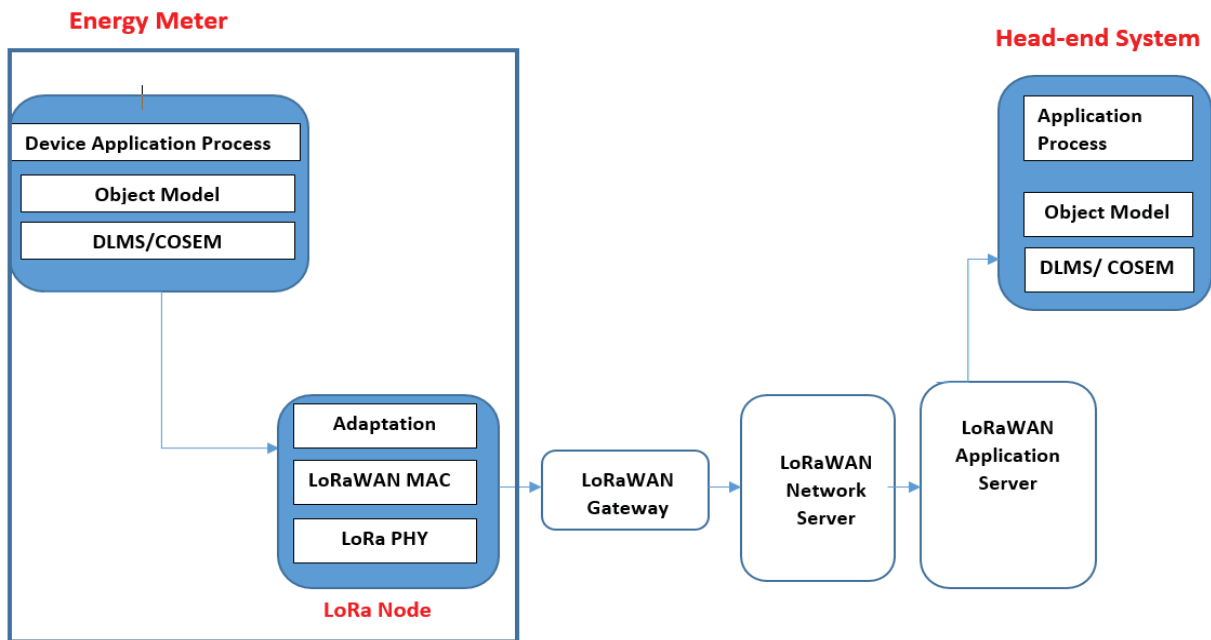 Energy Meter
Device Application Process
Object Model
DLMS/COSEM
Adaptation
LoRaWAN MAC
LoRa PHY
LoRa Node
LoRaWAN
Gateway
LoRaWAN
Network
Server
LoRaWAN
Application
Server
Head-end System
Application
Process
Object Model
DLMS/ COSEM